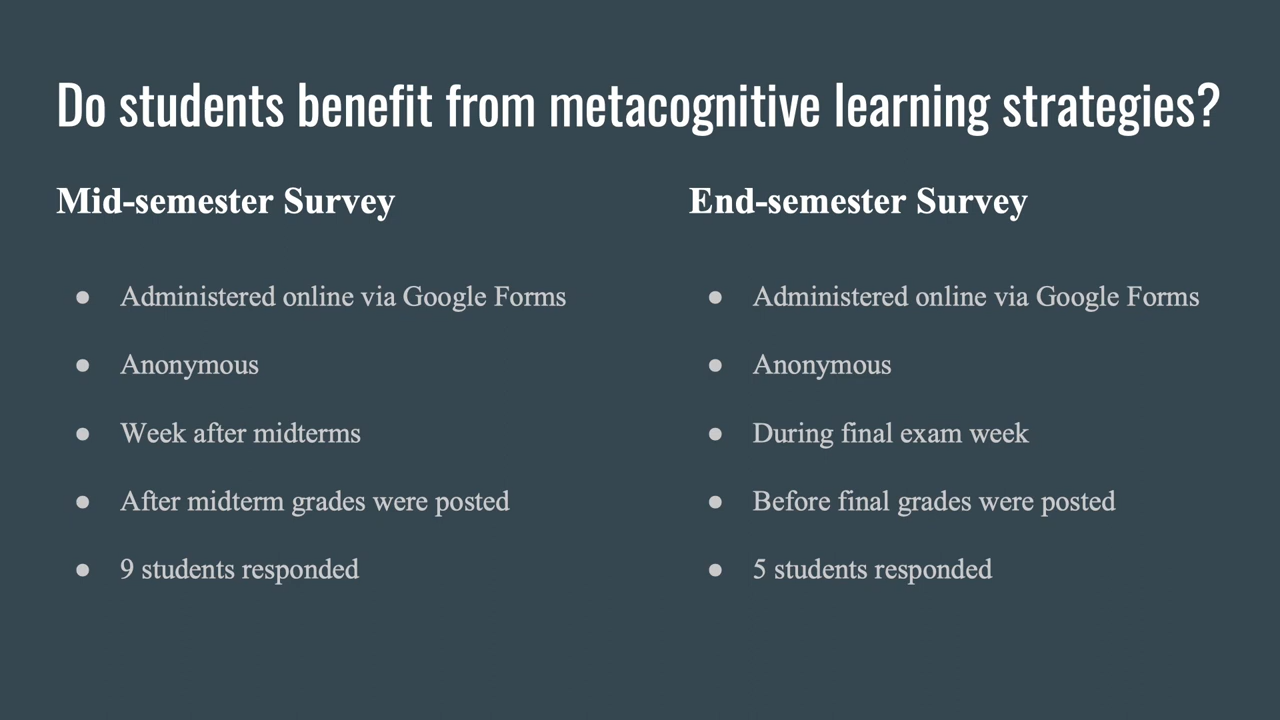 Do students benefit from metacognitive learning strategies?
Mid-semester Survey
● Administered online via Google Forms
● Anonymous
● Week after midterms
● After midterm grades were posted
● 9 students responded
End-semester Survey
● Administered online via Google Forms
● Anonymous
● During final exam week
● Before final grades were posted
● 5 students responded